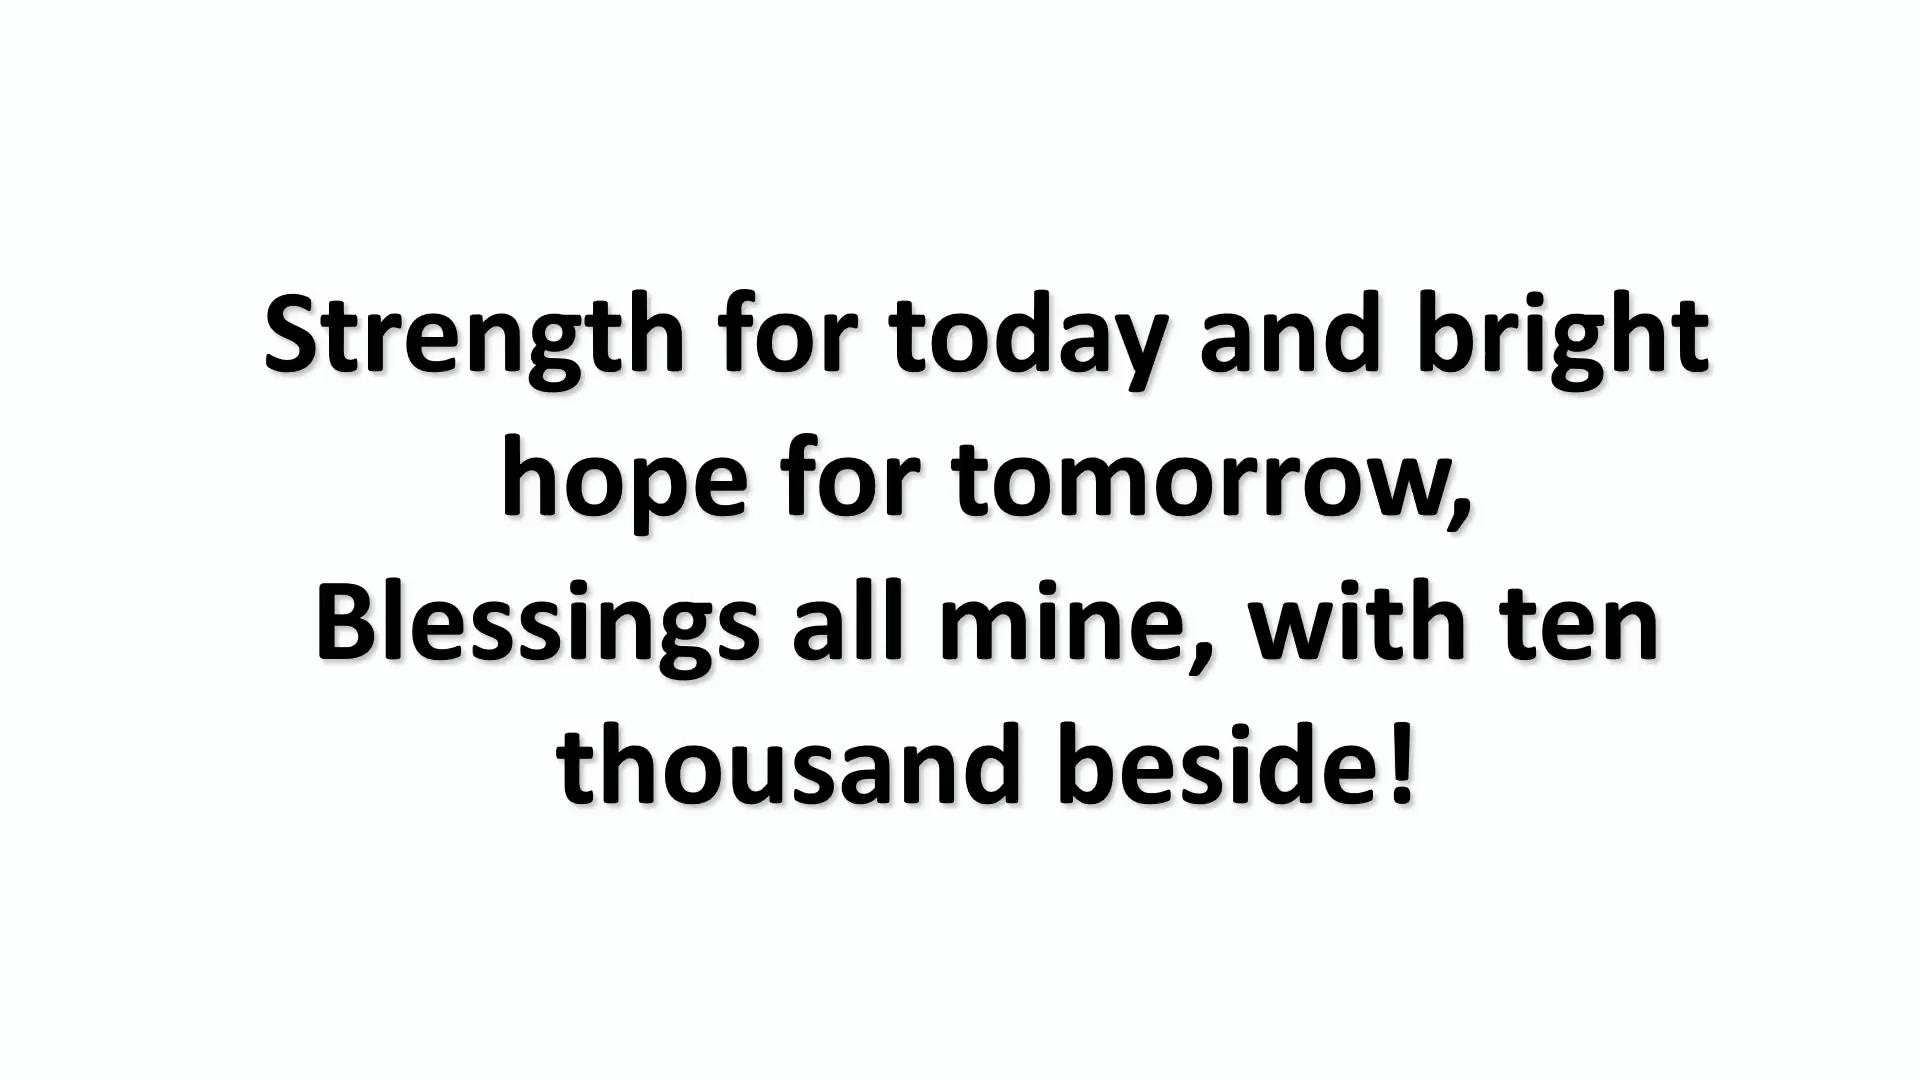 Strength for today and bright
hope for tomorrow,
Blessings all mine, with ten
thousand beside!